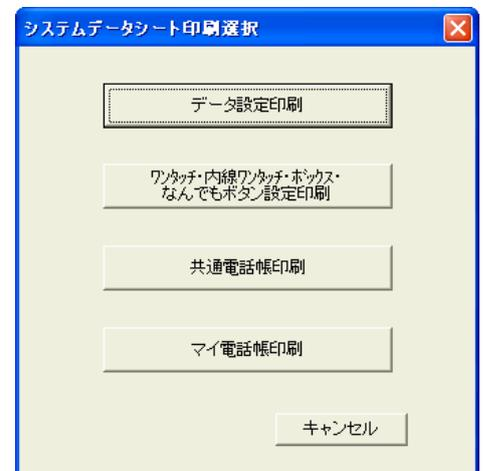 システムデータシート印刷選択
データ設定印刷
ﾜﾝﾀｯﾁ・内線ﾜﾝﾀｯﾁ・ﾎﾞｯｸｽ・
なんでもボタン設定印刷
共通電話帳印刷
マイ電話帳印刷
キャンセル